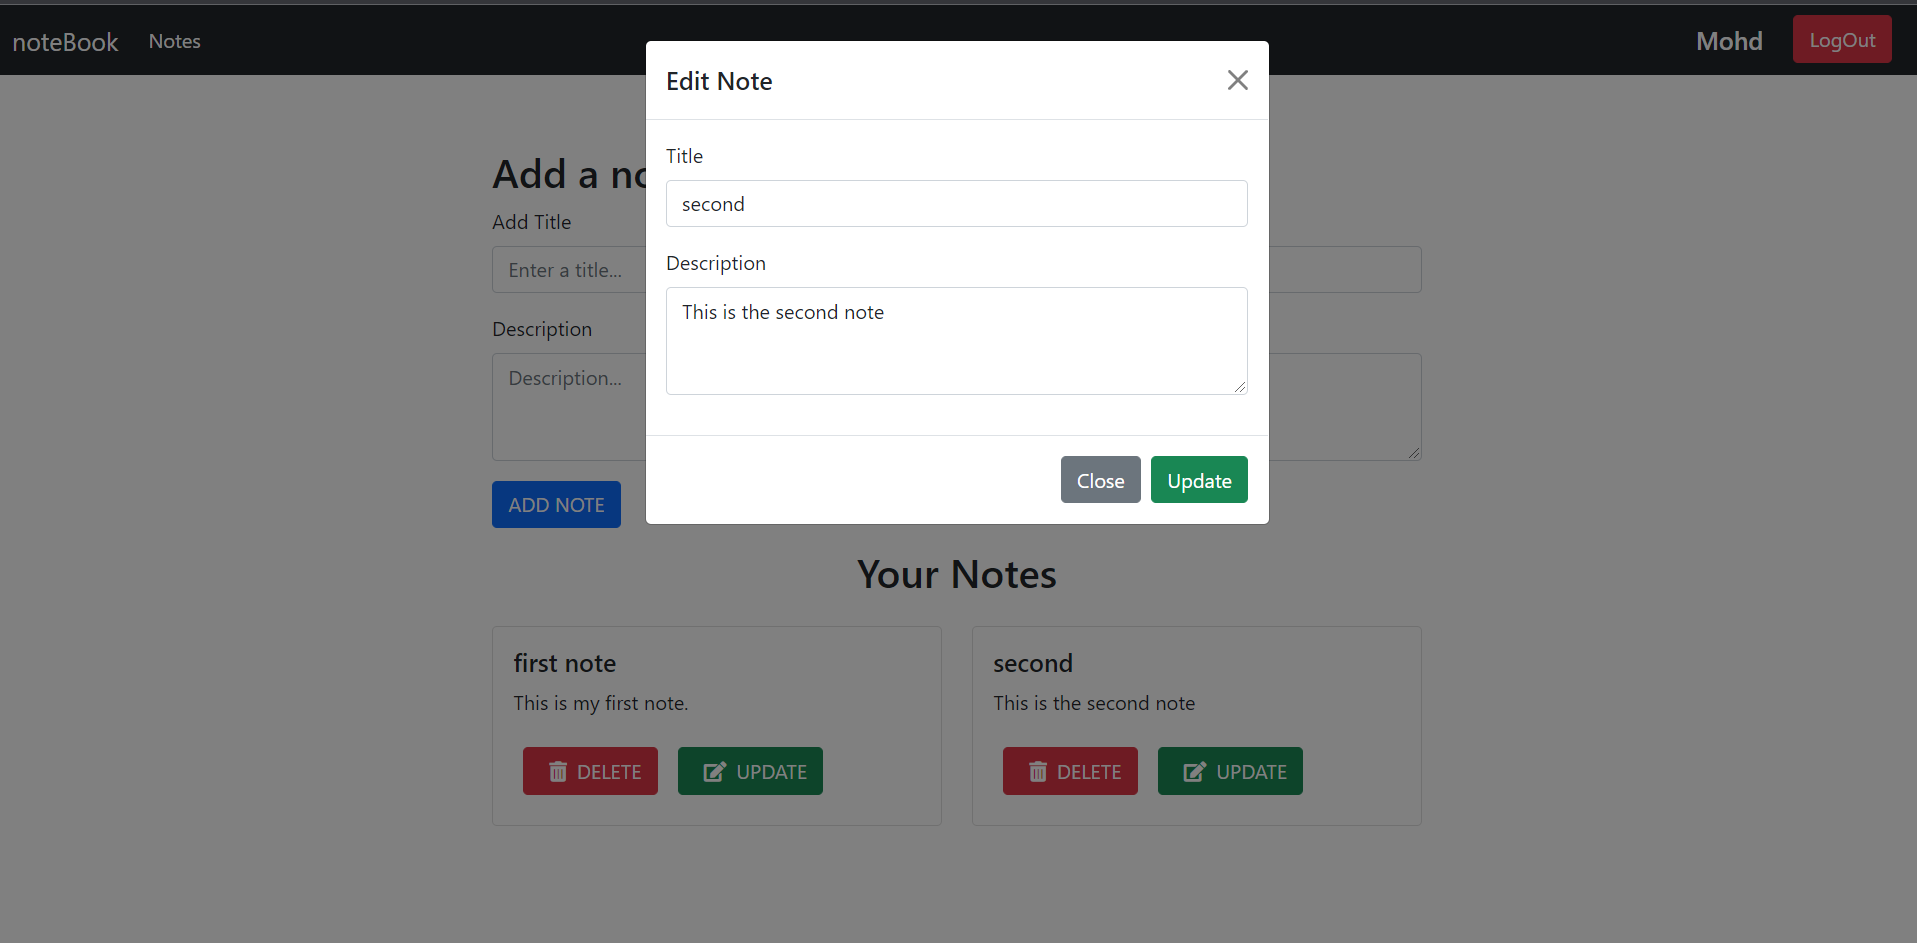 noteBook Notes Mohd LogOut
Edit Note
Title
second
Description
This is the second note
Close Update
Add a
Add Title
Enter a title...
Description
Description...
ADD NOTE
Your Notes
first note
This is my first note.
DELETE UPDATE
second
This is the second note
DELETE UPDATE